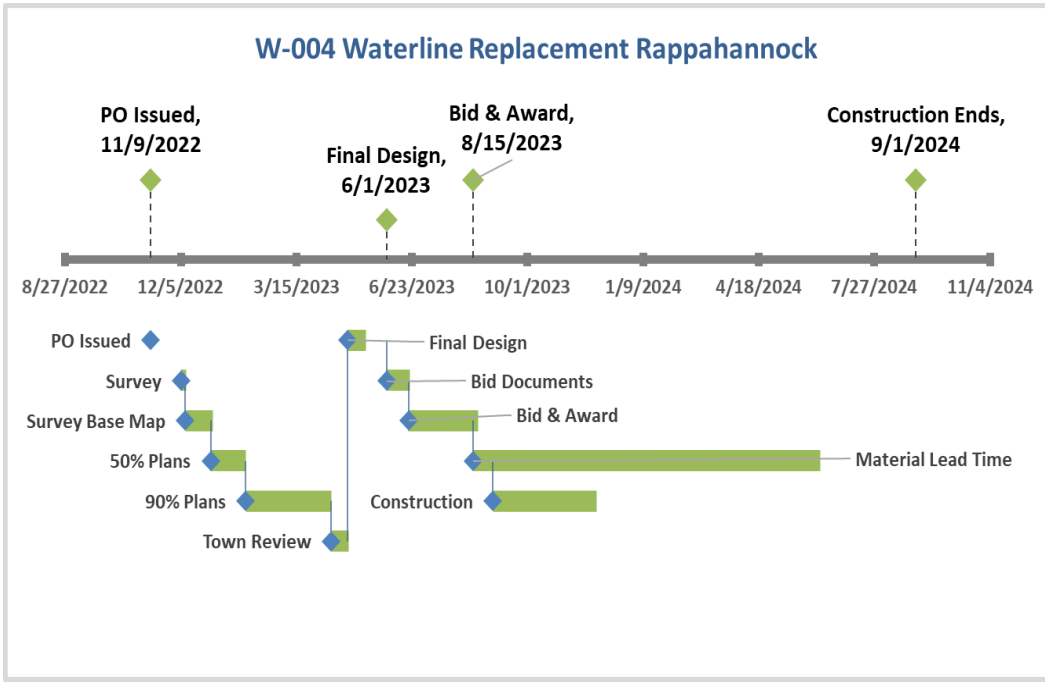 W-004 Waterline Replacement Rappahannock
PO Issued,
11/9/2022
Final Design,
6/1/2023
Bid & Award,
8/15/2023
Construction Ends,
9/1/2024
8/27/2022
12/5/2022
3/15/2023
6/23/2023
10/1/2023
1/9/2024
4/18/2024
7/27/2024
11/4/2024
PO Issued
Final Design
Survey
Bid Documents
Survey Base Map
Bid & Award
50% Plans
Material Lead Time
90% Plans
Construction
Town Review